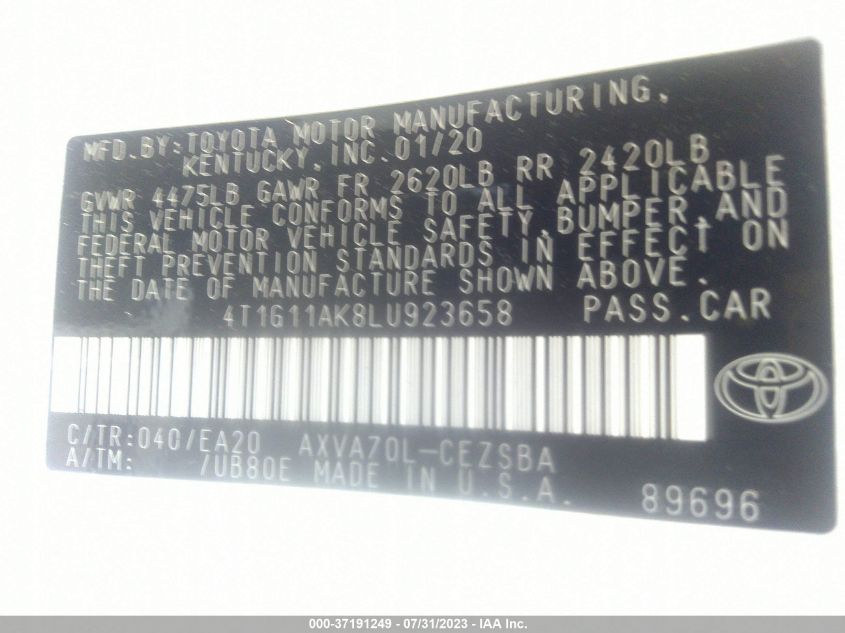 MFD.BY:TOYOTA MOTOR MANUFACTURING,
KENTUCKY,INC.01/20
GVWR 4475LB GAWR FR 2620LB RR 2420LB
THIS VEHICLE CONFORMS TO ALL APPLICABLE
FEDERAL MOTOR VEHICLE SAFETY,BUMPER,AND
THEFT PREVENTION STANDARDS IN EFFECT ON
THE DATE OF MANUFACTURE SHOWN ABOVE.
4T1G11AK8LU923658 PASS.CAR
C/TR:040/EA20 AXVA70L-CEZSBA
A/TM: /UB80E MADE IN U.S.A. 89696
000-37191249 - 07/31/2023 - IAA Inc.